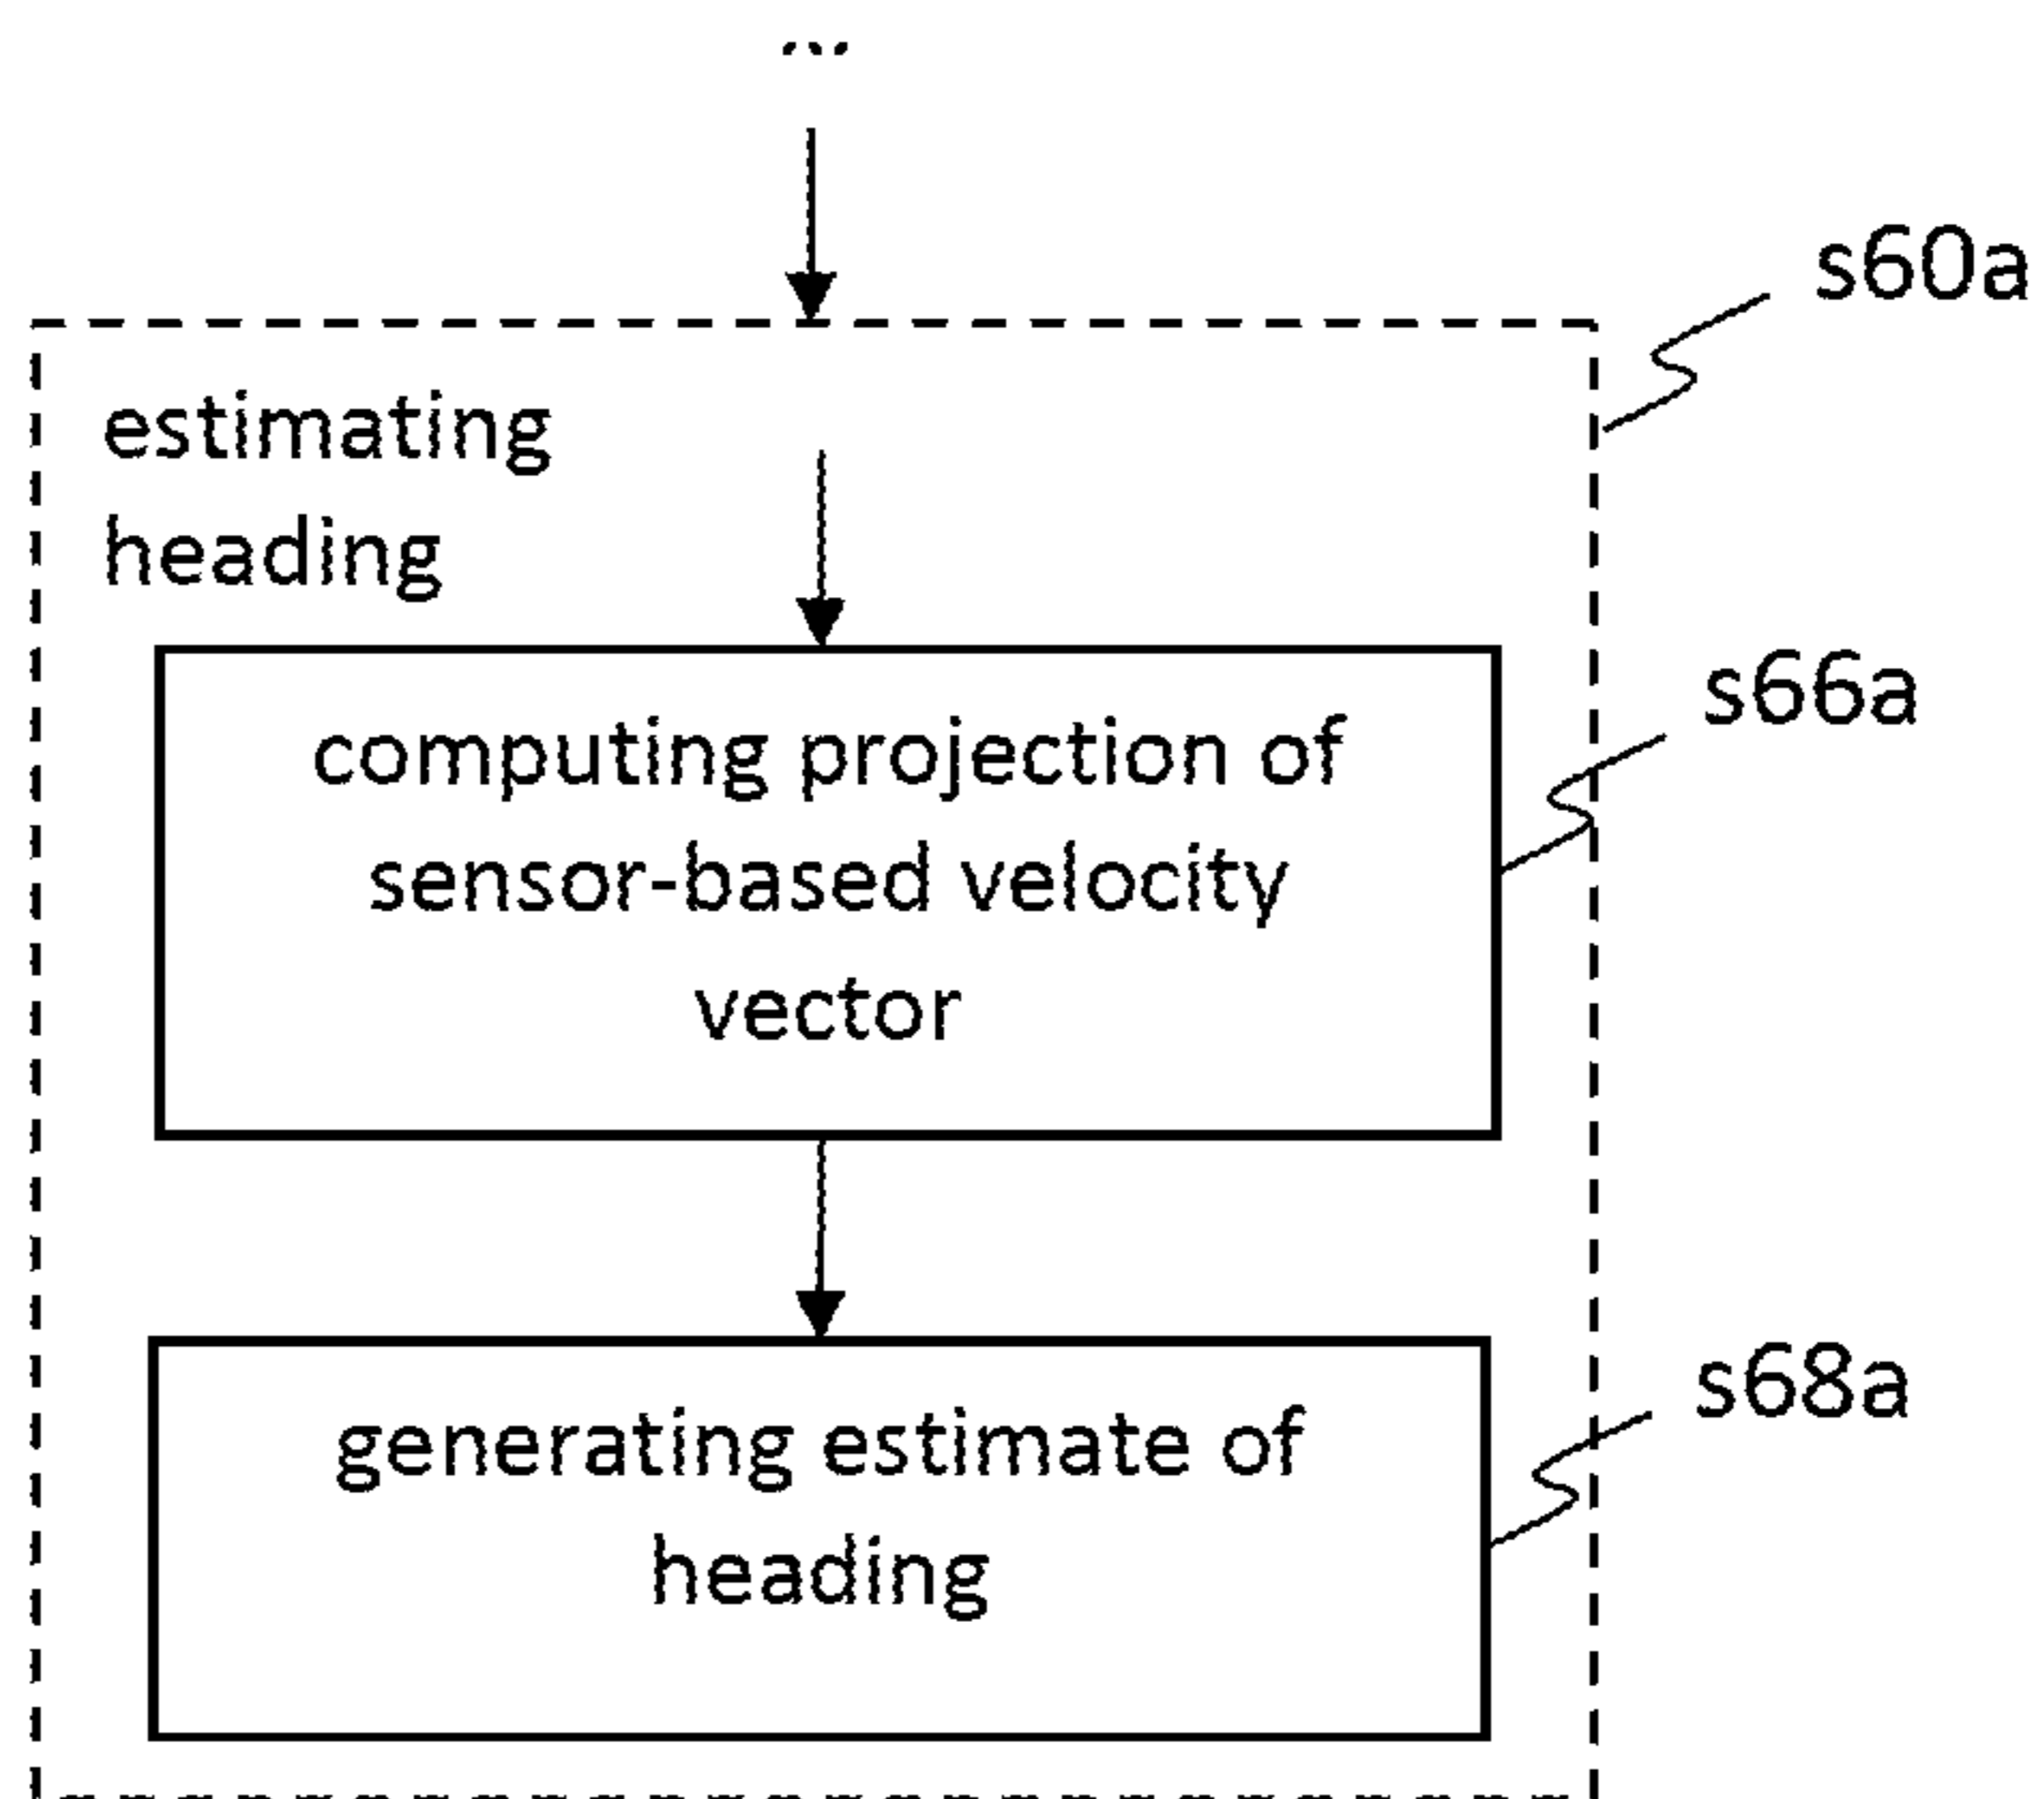 ...
s60a
estimating
heading
s66a
computing projection of
sensor-based velocity
vector
s68a
generating estimate of
heading